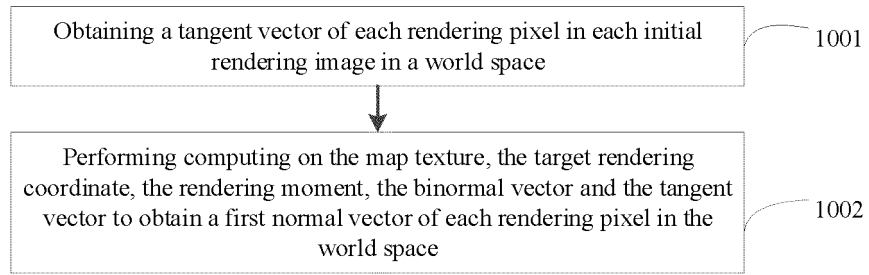 Obtaining a tangent vector of each rendering pixel in each initial
rendering image in a world space
1001
Performing computing on the map texture, the target rendering
coordinate, the rendering moment, the binormal vector and the tangent
vector to obtain a first normal vector of each rendering pixel in the
world space
1002